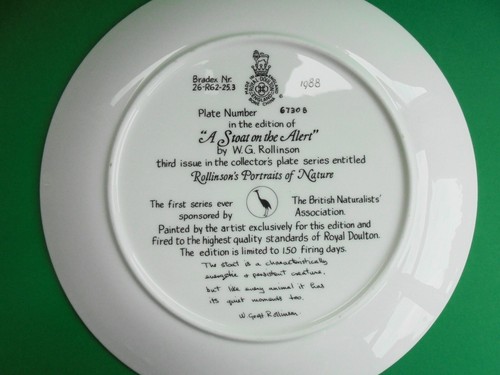 Bradex Nr.
26-R62-25.3
ROYAL DOULTON
ENGLAND
1988
Plate Number 6730B
in the edition of
"A Stoat on the Alert"
by W.G. Rollinson
third issue in the collector's plate series entitled
Rollinson's Portraits of Nature
The first series ever
sponsored by
The British Naturalists'
Association.
Painted by the artist exclusively for this edition and
fired to the highest quality standards of Royal Doulton.
The edition is limited to 150 firing days.
The stoat is a characteristically
energetic & persistent creature,
but like every animal it has
its quiet moments too.
W. Rollinson